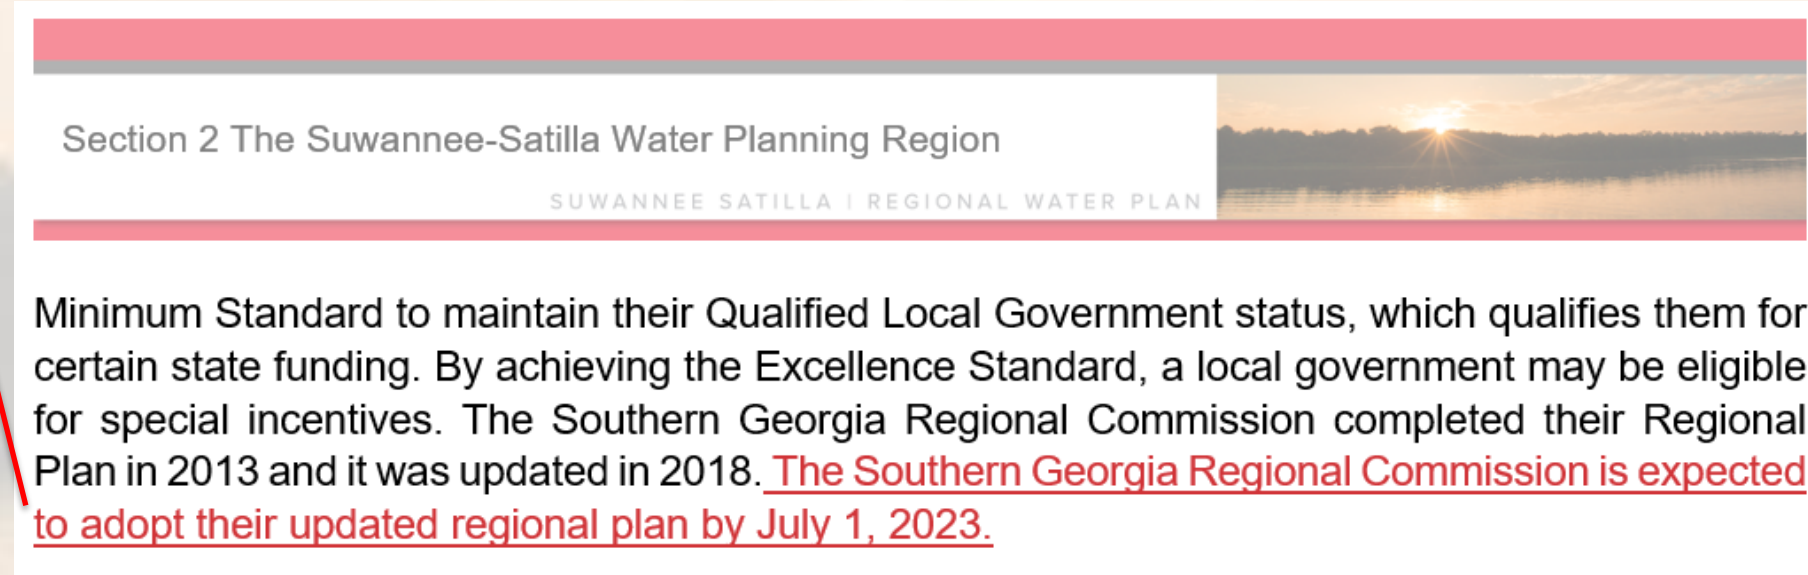 Section 2 The Suwannee-Satilla Water Planning Region
SUWANNEE SATILLA | REGIONAL WATER PLAN
Minimum Standard to maintain their Qualified Local Government status, which qualifies them for
certain state funding. By achieving the Excellence Standard, a local government may be eligible
for special incentives. The Southern Georgia Regional Commission completed their Regional
Plan in 2013 and it was updated in 2018. The Southern Georgia Regional Commission is expected
to adopt their updated regional plan by July 1, 2023.